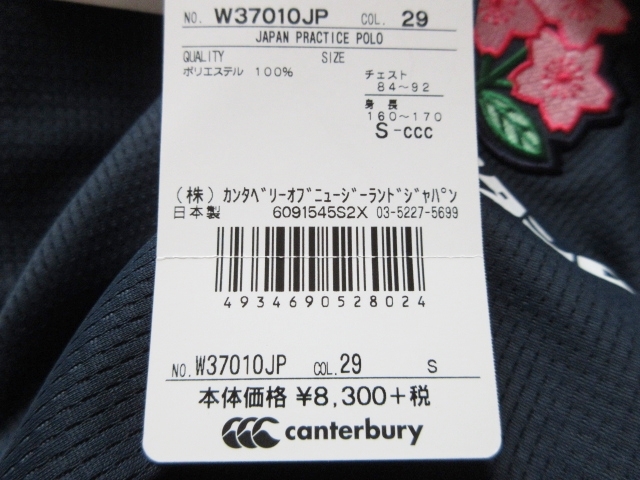 NO. W37010JP COL. 29
JAPAN PRACTICE POLO
QUALITY SIZE
ポリエステル 100%
チェスト
84～92
身長
160～170
S-CCC
(株) ｶﾝﾀﾍﾞﾘｰｵﾌﾞﾆｭｰｼﾞｰﾗﾝﾄﾞｼﾞｬﾊﾟﾝ
日本製 6091545S2X 03-5227-5699
4934690528024
NO. W37010JP COL. 29 S
本体価格 ¥8,300+税
CCC canterbury